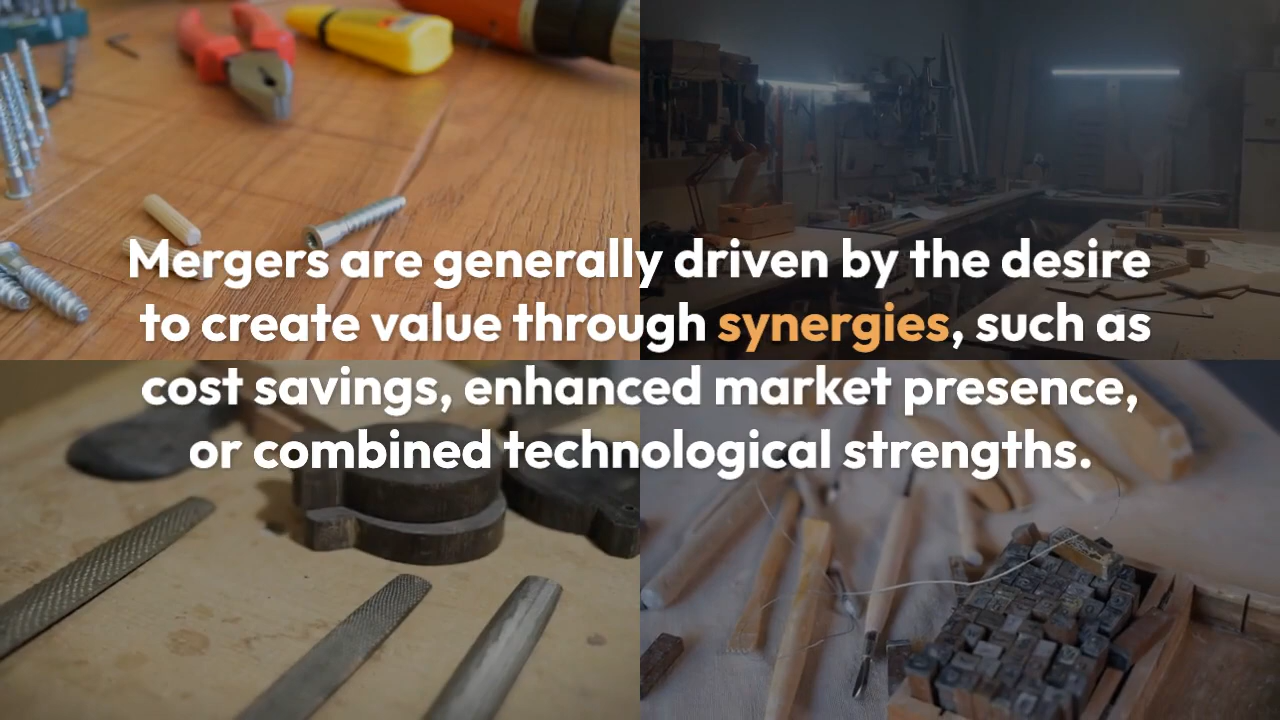 Mergers are generally driven by the desire
to create value through synergies, such as
cost savings, enhanced market presence,
or combined technological strengths.